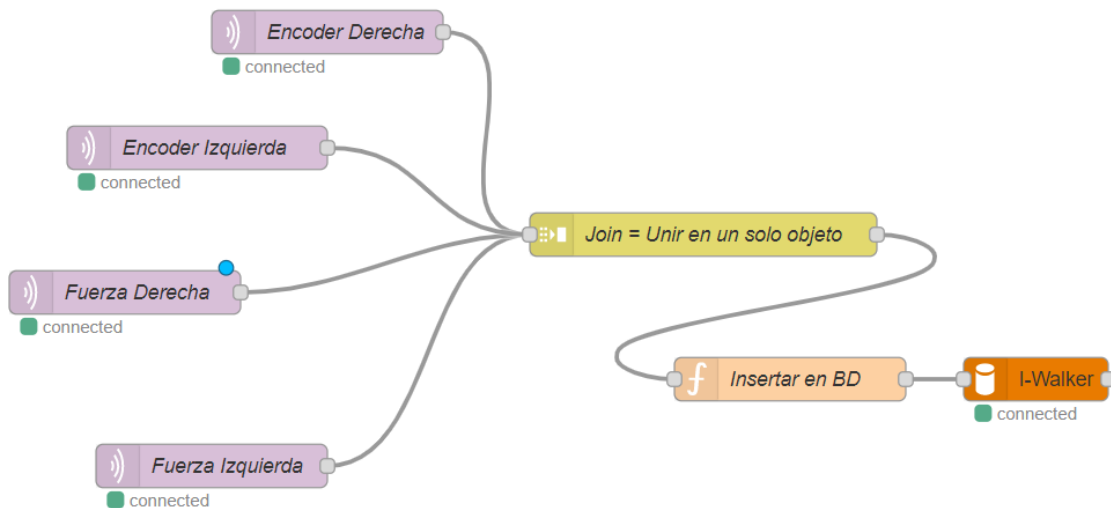 Encoder Derecha
connected
Encoder Izquierda
connected
Join = Unir en un solo objeto
Fuerza Derecha
connected
Insertar en BD
I-Walker
connected
Fuerza Izquierda
connected